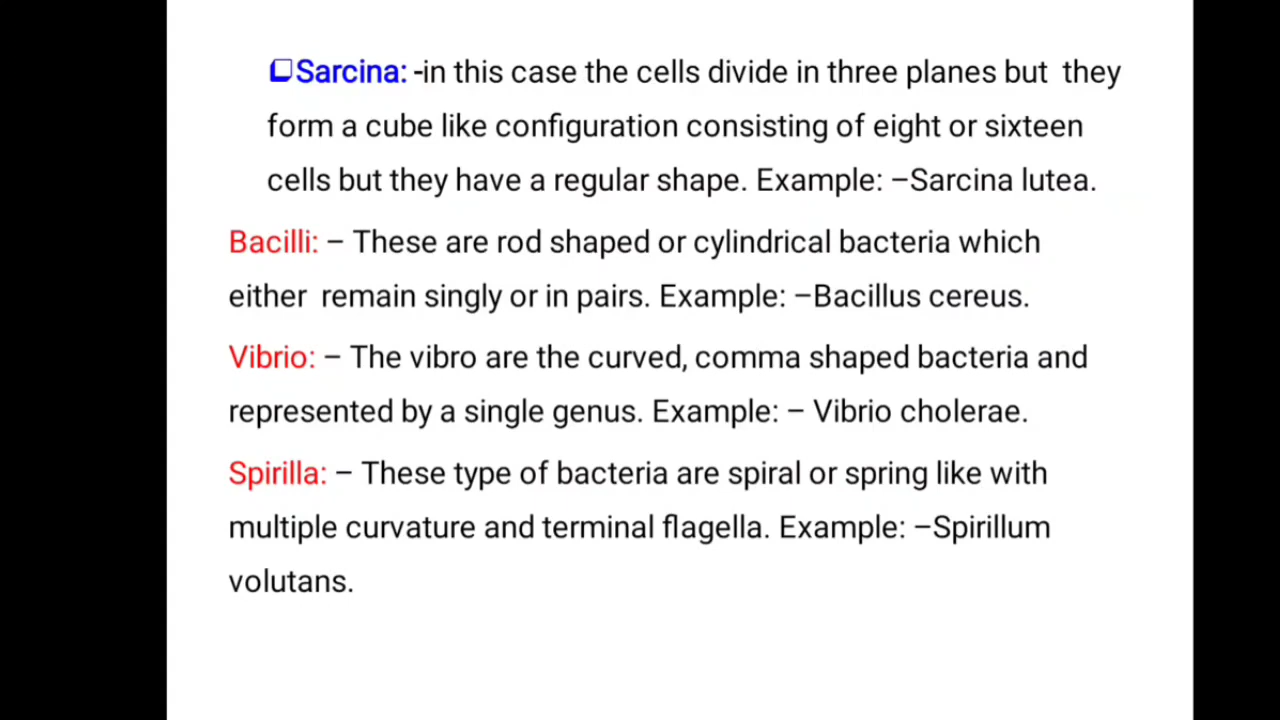 ❑Sarcina: -in this case the cells divide in three planes but they
form a cube like configuration consisting of eight or sixteen
cells but they have a regular shape. Example: –Sarcina lutea.
Bacilli: – These are rod shaped or cylindrical bacteria which
either remain singly or in pairs. Example: –Bacillus cereus.
Vibrio: – The vibro are the curved, comma shaped bacteria and
represented by a single genus. Example: – Vibrio cholerae.
Spirilla: – These type of bacteria are spiral or spring like with
multiple curvature and terminal flagella. Example: –Spirillum
volutans.